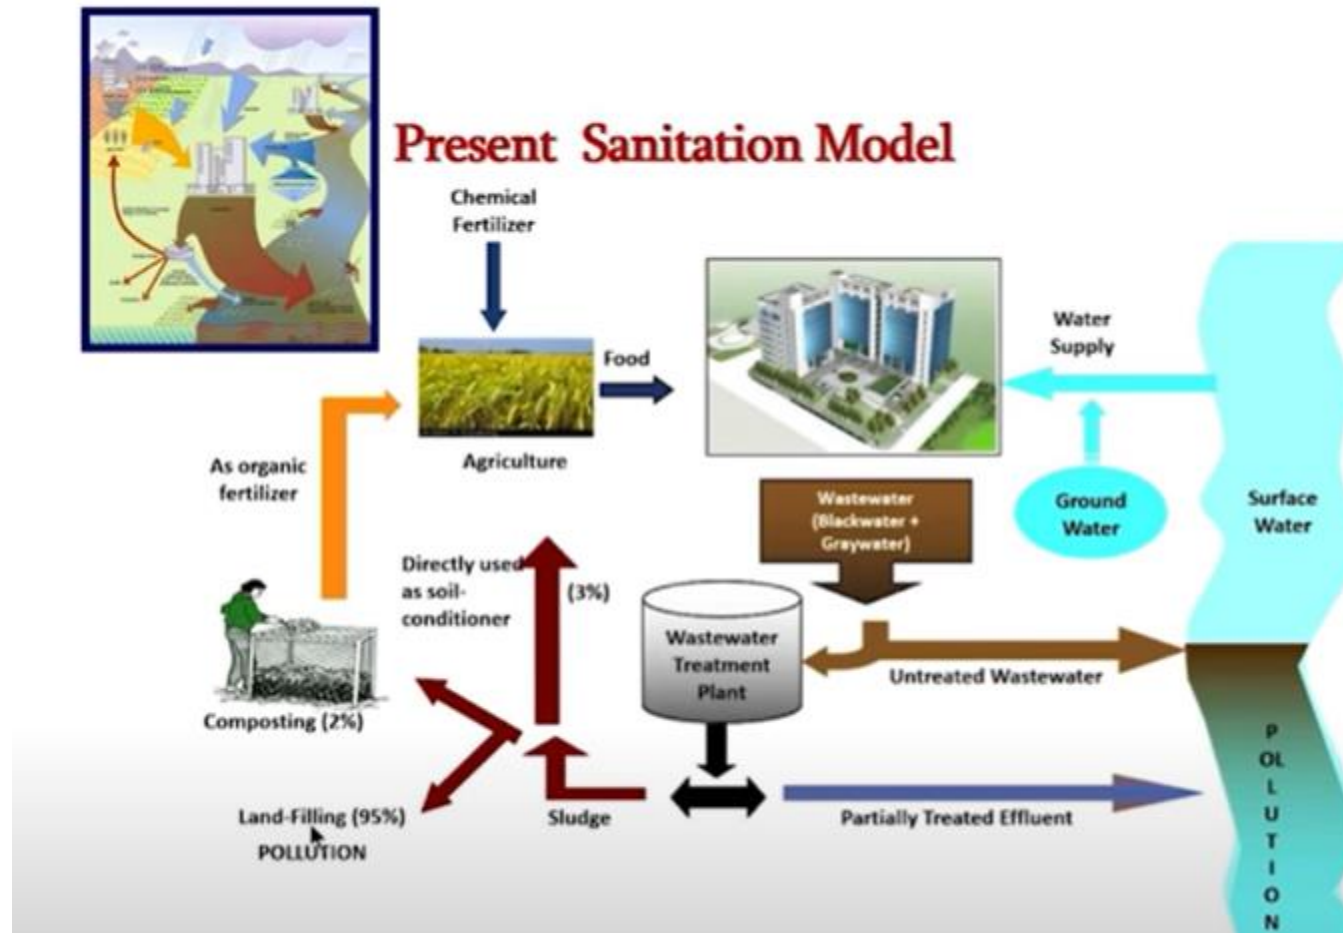 Present Sanitation Model
Chemical
Fertilizer
Food
Water
Supply
Agriculture
As organic
fertilizer
Wastewater
(Blackwater +
Graywater)
Ground
Water
Surface
Water
Directly used
as soil-
conditioner
(3%)
Wastewater
Treatment
Plant
Untreated Wastewater
Composting (2%)
Land-Filling (95%)
POLLUTION
Sludge
Partially Treated Effluent
P
OL
L
U
T
I
O
N